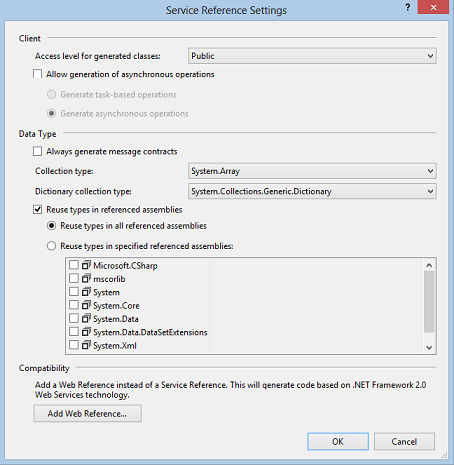 Service Reference Settings
?
Client
Access level for generated classes: Public
Allow generation of asynchronous operations
Generate task-based operations
Generate asynchronous operations
Data Type
Always generate message contracts
Collection type: System.Array
Dictionary collection type: System.Collections.Generic.Dictionary
Reuse types in referenced assemblies
Reuse types in all referenced assemblies
Reuse types in specified referenced assemblies:
Microsoft.CSharp
mscorlib
System
System.Core
System.Data
System.Data.DataSetExtensions
System.Xml
Compatibility
Add a Web Reference instead of a Service Reference. This will generate code based on .NET Framework 2.0
Web Services technology.
Add Web Reference...
OK Cancel